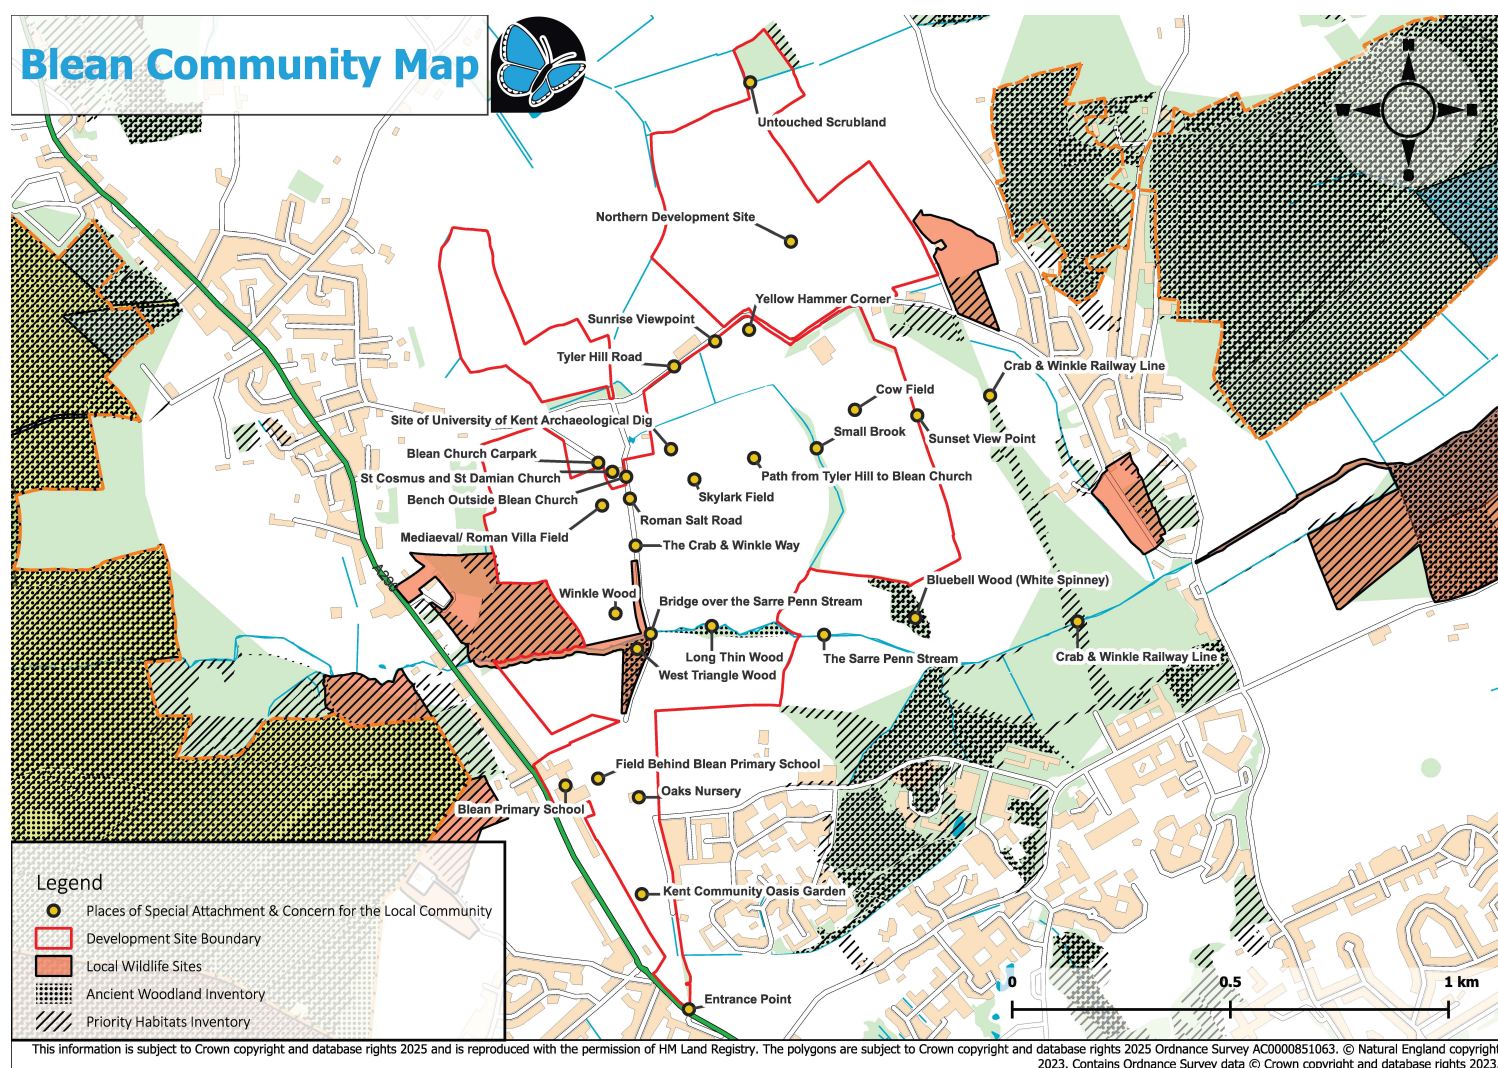 Blean Community Map
Untouched Scrubland
Northern Development Site
Yellow Hammer Corner
Sunrise Viewpoint
Tyler Hill Road
Crab & Winkle Railway Line
Cow Field
Site of University of Kent Archaeological Dig
Small Brook
Sunset View Point
Blean Church Carpark
St Cosmus and St Damian Church
Path from Tyler Hill to Blean Church
Bench Outside Blean Church
Skylark Field
Roman Salt Road
Mediaeval/ Roman Villa Field
The Crab & Winkle Way
Bluebell Wood (White Spinney)
Winkle Wood
Bridge over the Sarre Penn Stream
Long Thin Wood
The Sarre Penn Stream
Crab & Winkle Railway Line
West Triangle Wood
Field Behind Blean Primary School
Oaks Nursery
Blean Primary School
Kent Community Oasis Garden
Entrance Point
Legend
Places of Special Attachment & Concern for the Local Community
Development Site Boundary
Local Wildlife Sites
Ancient Woodland Inventory
Priority Habitats Inventory
0 0.5 1 km
This information is subject to Crown copyright and database rights 2025 and is reproduced with the permission of HM Land Registry. The polygons are subject to Crown copyright and database rights 2025 Ordnance Survey AC0000851063. © Natural England copyright
2023. Contains Ordnance Survey data © Crown copyright and database rights 2023.